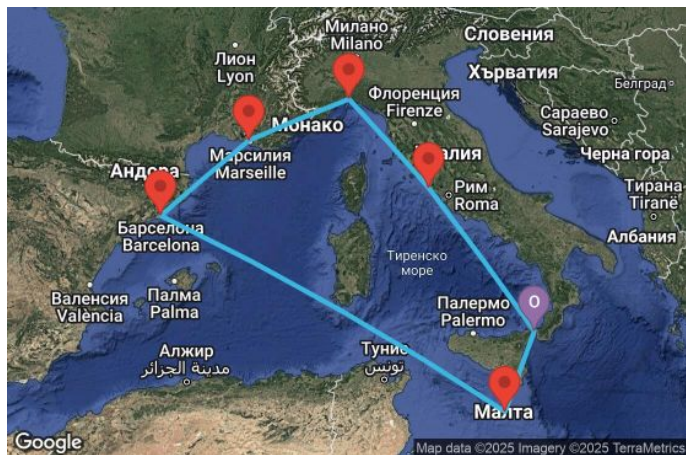 Милано
Milano
Словения
Лион
Lyon
Хърватия
Белград
Флоренция
Firenze
Монако
Сараево
Sarajevo
Марсилия
Marseille
Черна гора
Андора
Рим
Roma
Тирана
Tiranë
Барселона
Barcelona
Албания
Тиренско
море
O
Валенсия
València
Палма
Palma
Палермо
Palermo
Алжир
مدينة الجزائر
Тунис
تونس
Малта
Google
Map data ©2025 Imagery ©2025 TerraMetrics